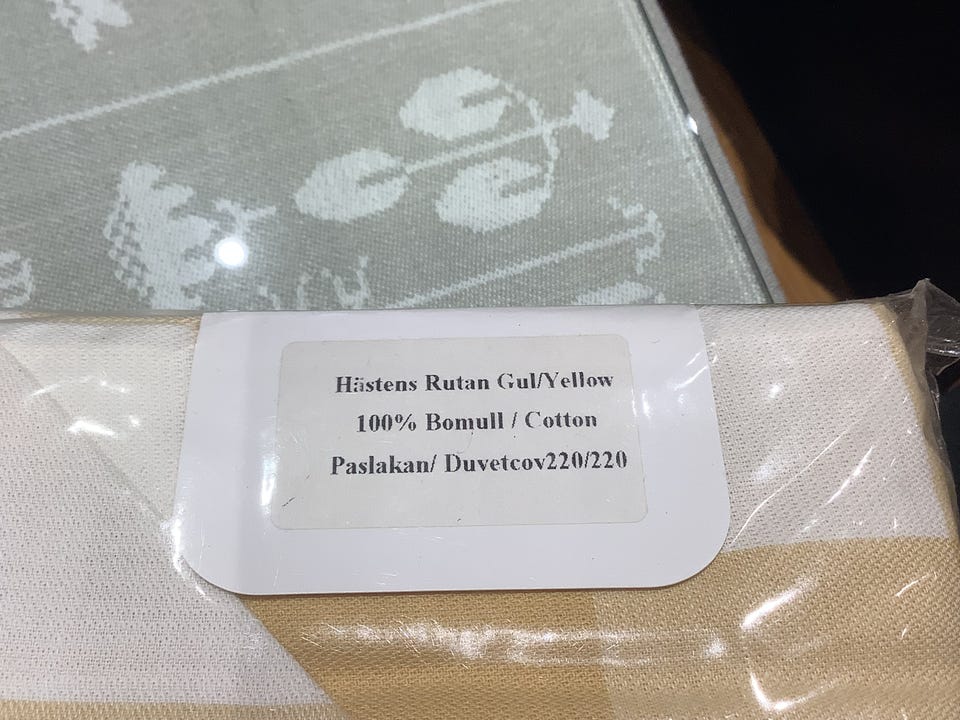 Hästens Rutan Gul/Yellow
100% Bomull / Cotton
Paslakan/ Duvetcov220/220